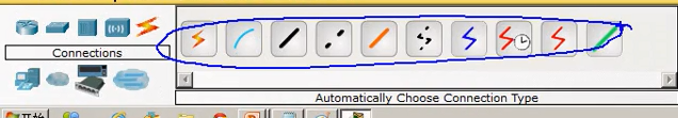 Connections
Automatically Choose Connection Type
开始